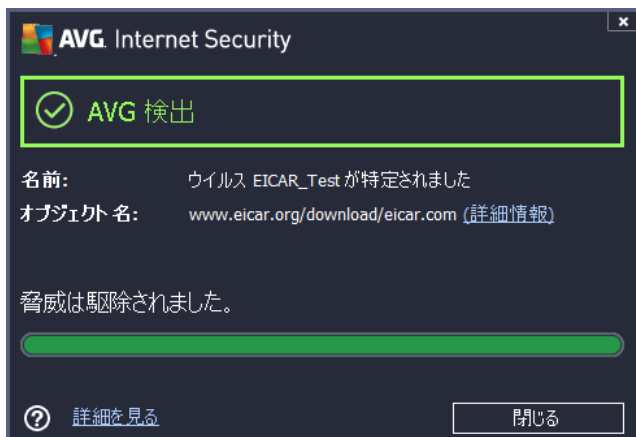 AVG. Internet Security
AVG 検出
名前: ウイルス EICAR_Test が特定されました
オブジェクト名: www.eicar.org/download/eicar.com (詳細情報)
脅威は駆除されました。
詳細を見る
閉じる